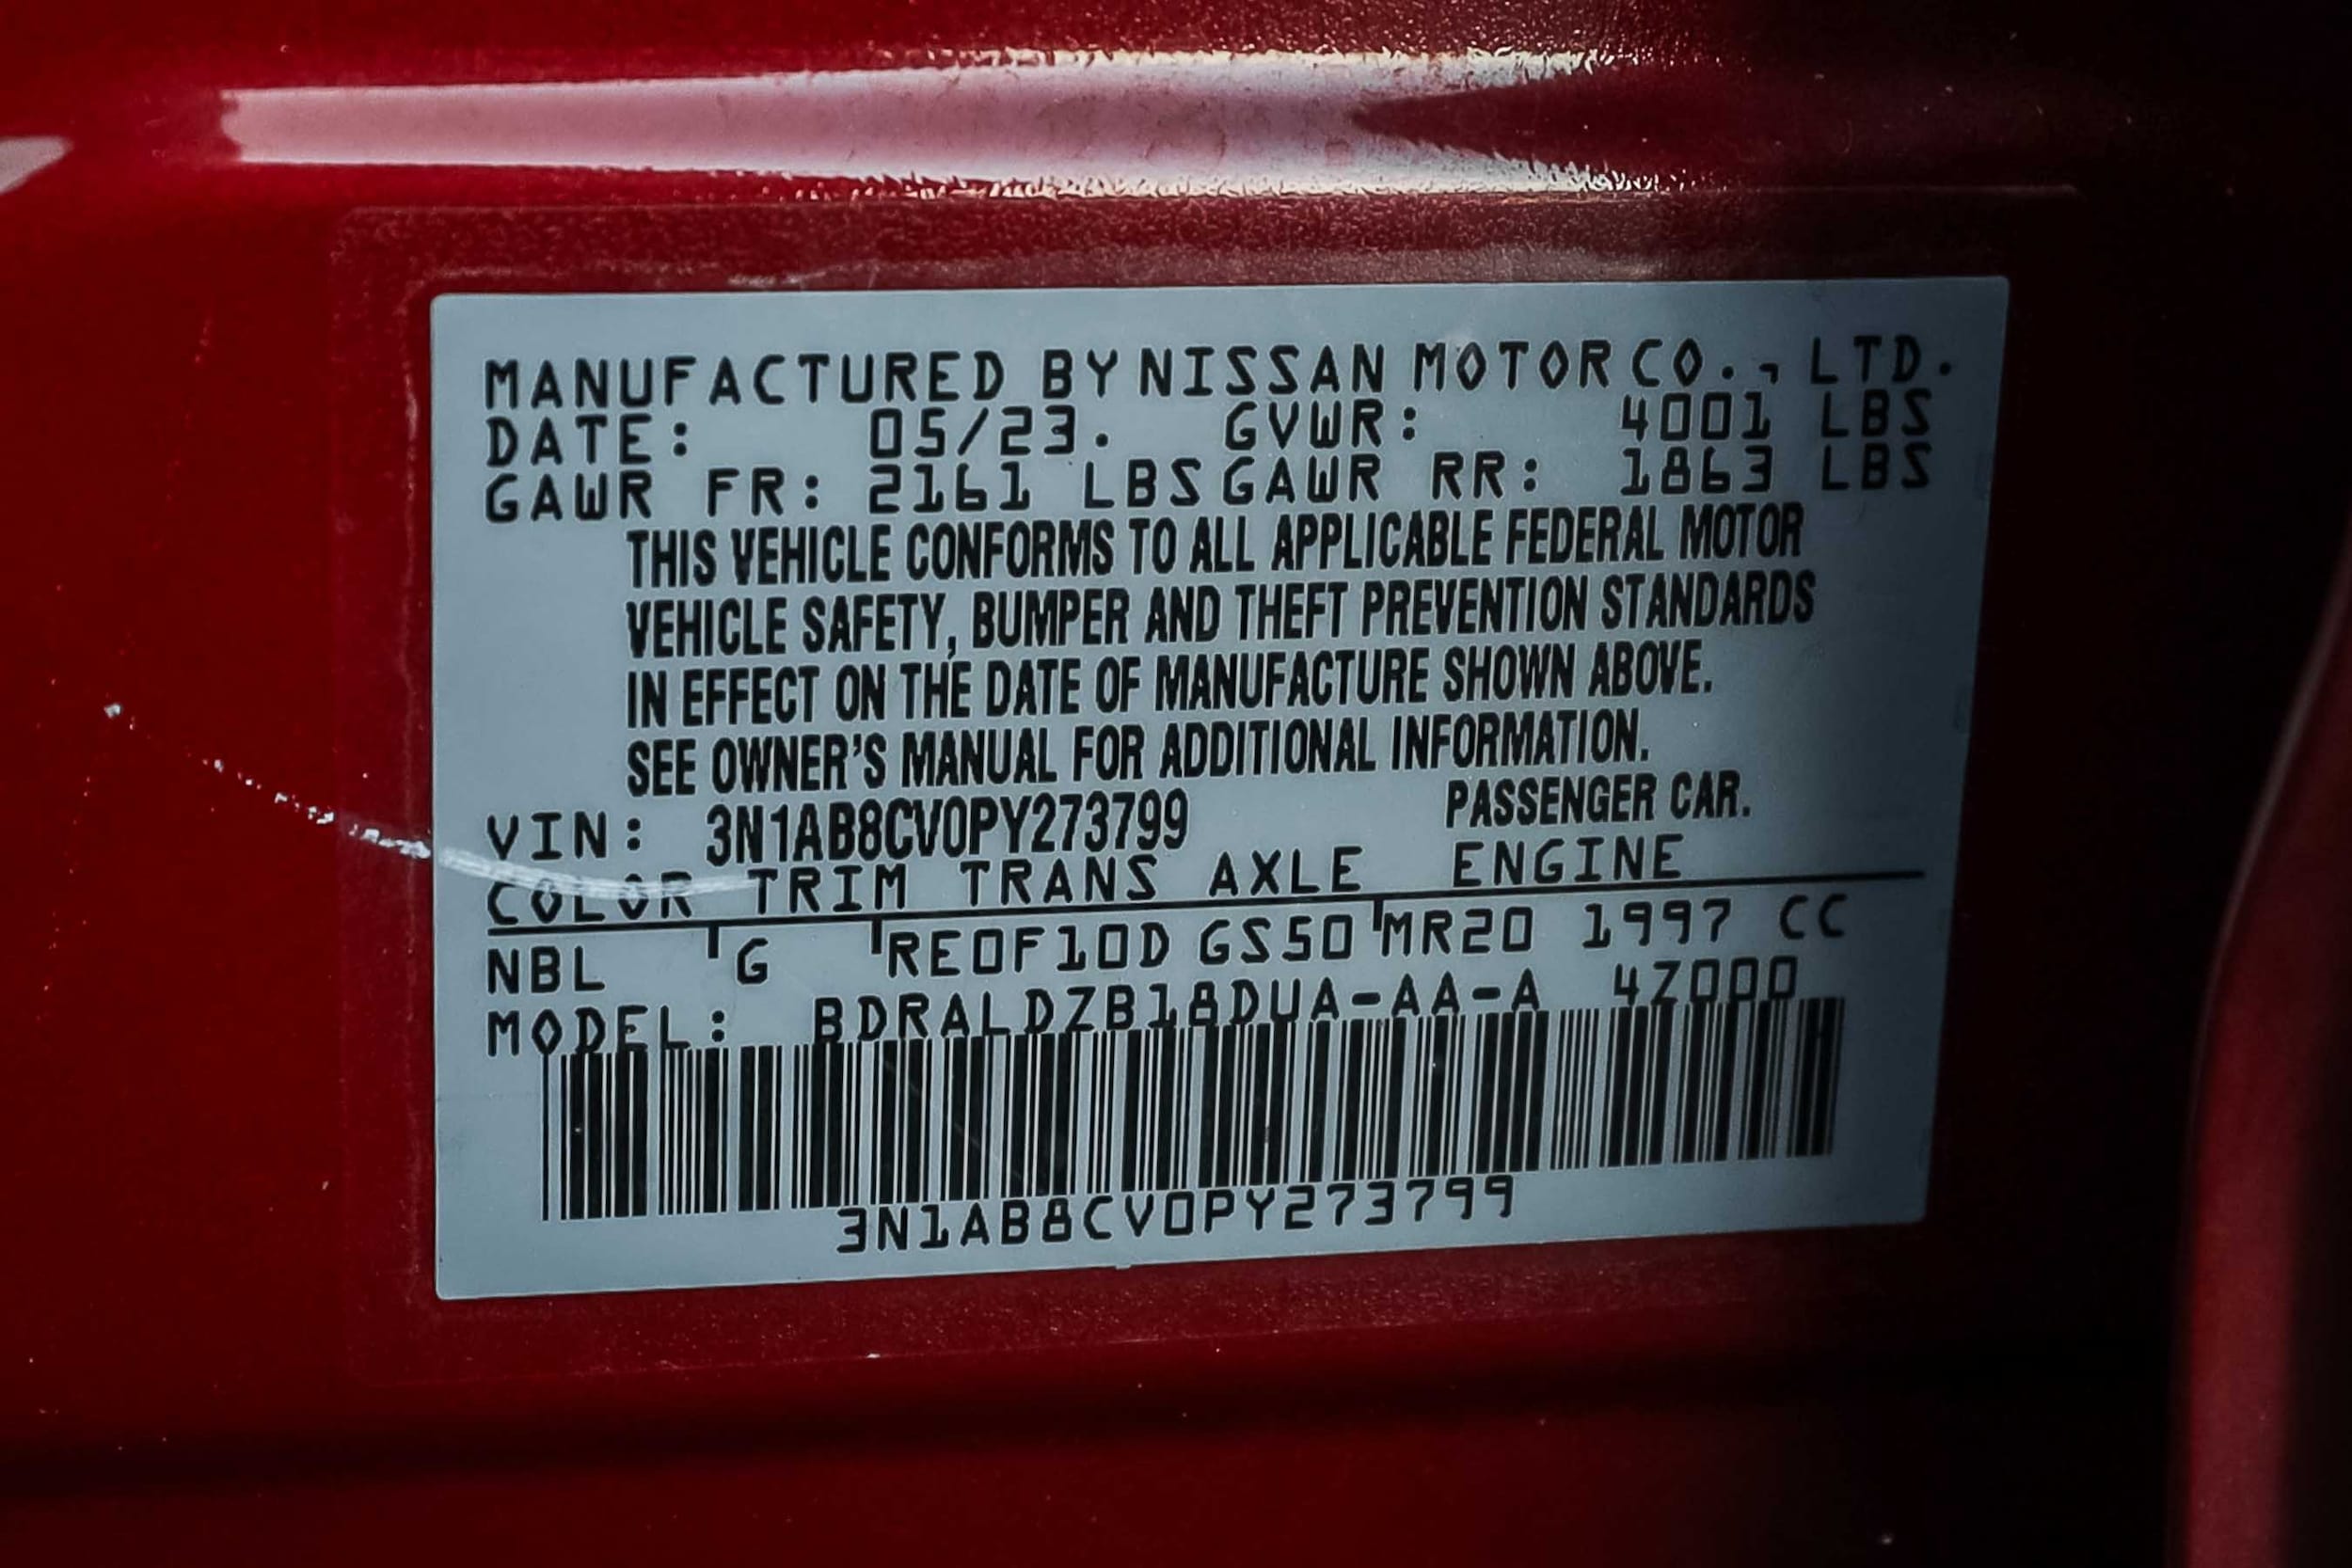 MANUFACTURED BY NISSAN MOTOR CO., LTD.
DATE: 05/23. GVWR: 4001 LBS
GAWR FR: 2161 LBS GAWR RR: 1863 LBS
THIS VEHICLE CONFORMS TO ALL APPLICABLE FEDERAL MOTOR
VEHICLE SAFETY, BUMPER AND THEFT PREVENTION STANDARDS
IN EFFECT ON THE DATE OF MANUFACTURE SHOWN ABOVE.
SEE OWNER'S MANUAL FOR ADDITIONAL INFORMATION.
VIN: 3N1AB8CV0PY273799 PASSENGER CAR.
COLOR TRIM TRANS AXLE ENGINE
NBL G RE0F10D GS50 MR20 1997 CC
MODEL: BDRALDZB18DUA-AA-A 4Z000
3N1AB8CV0PY273799